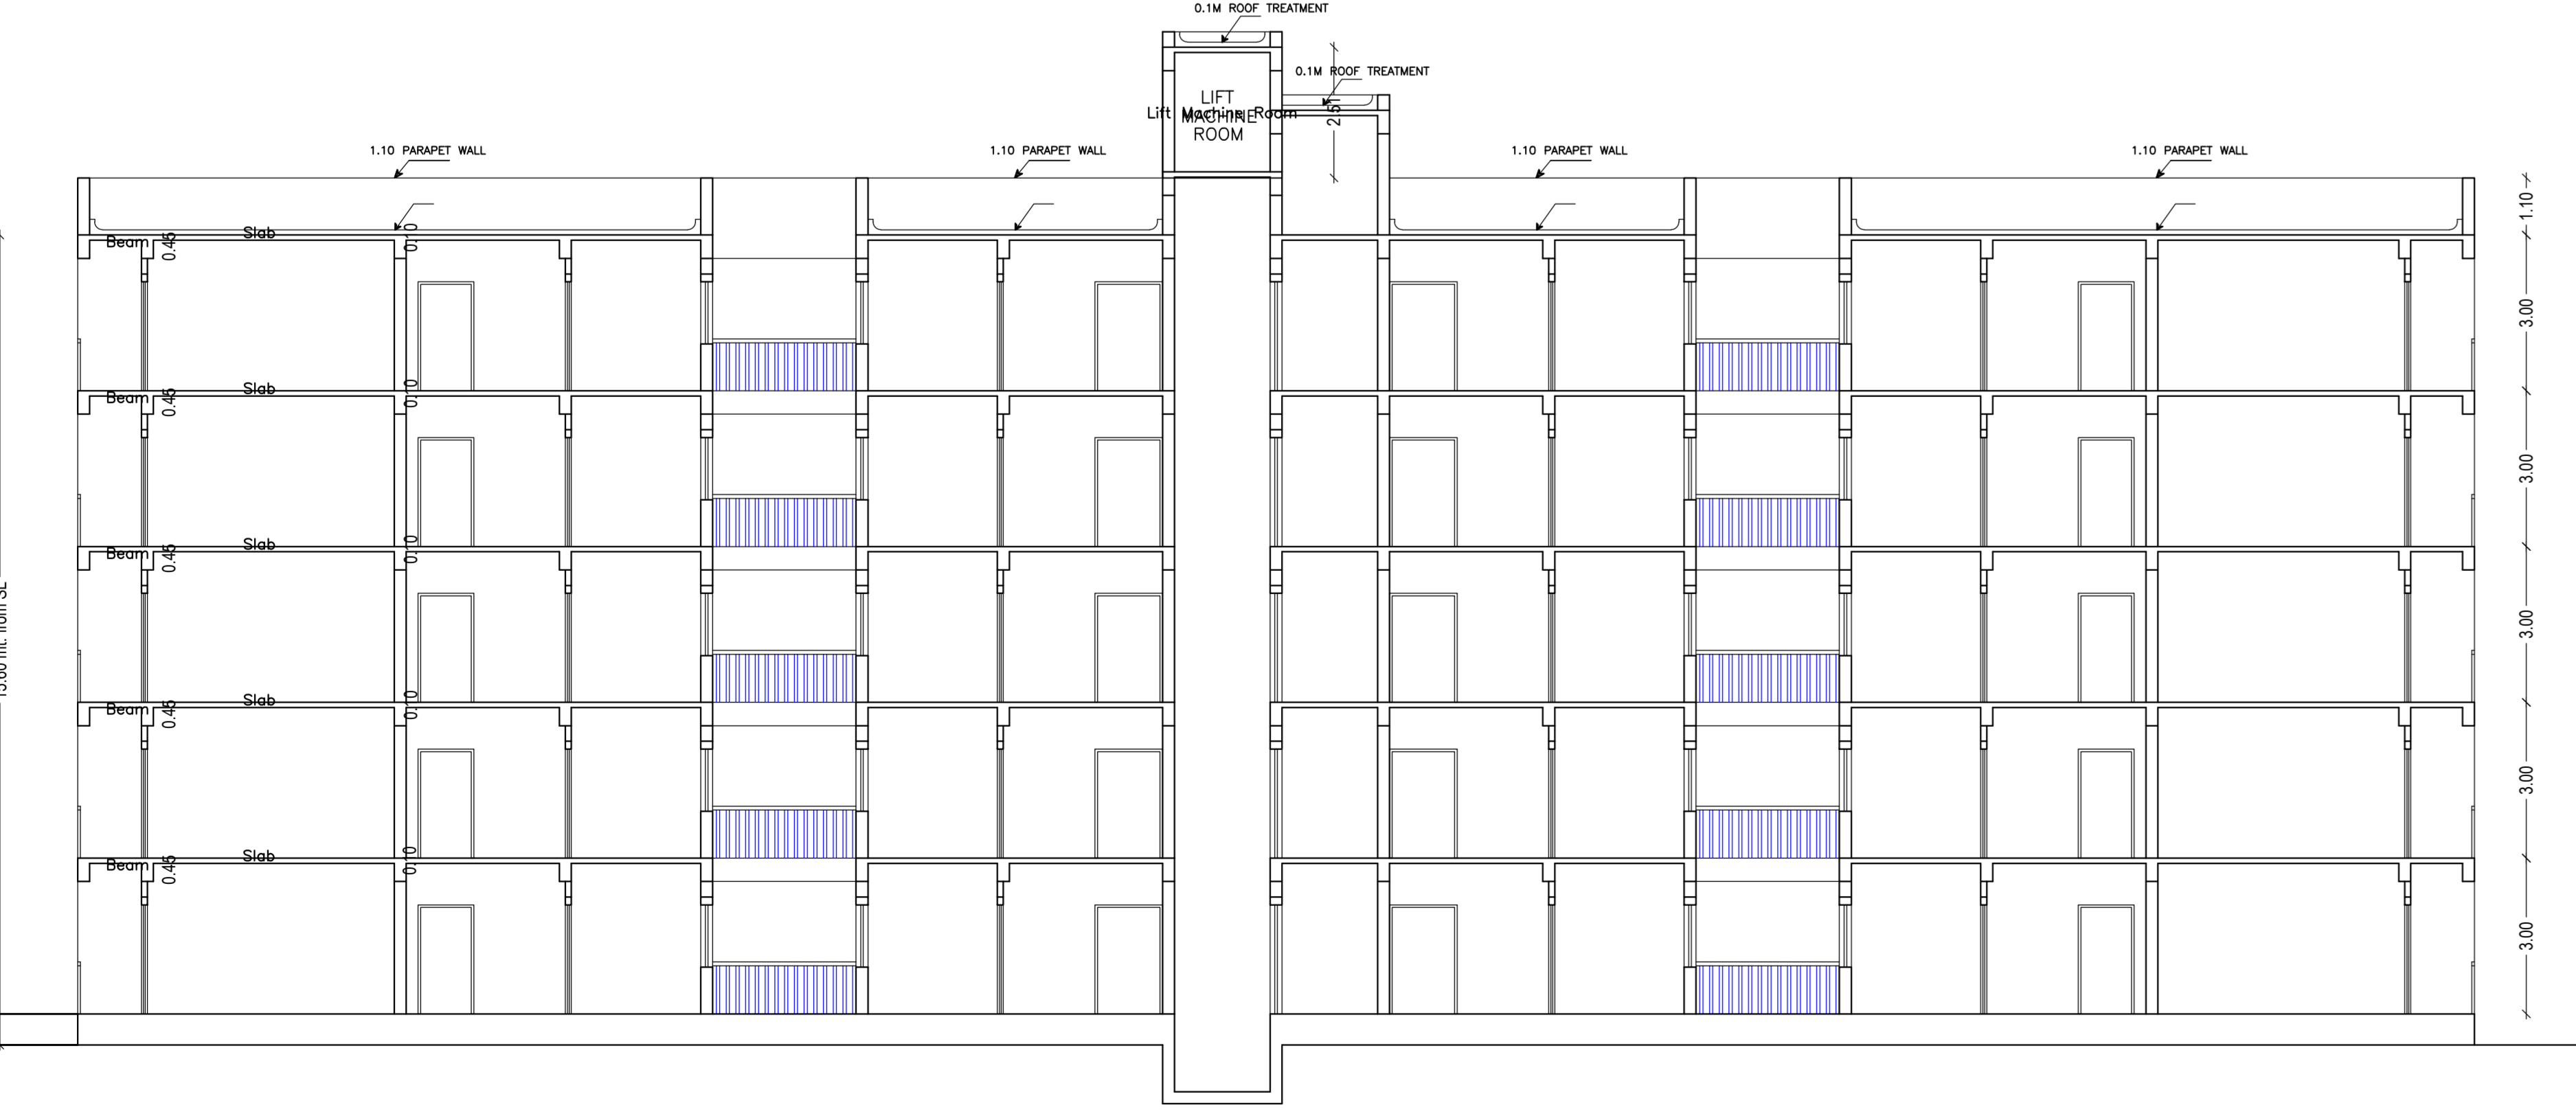 0.1M ROOF TREATMENT
0.1M ROOF TREATMENT
LIFT
MACHINE
ROOM
Lift Machine Room
2.51
1.10 PARAPET WALL
1.10 PARAPET WALL
1.10 PARAPET WALL
1.10 PARAPET WALL
1.10
Beam
0.45
Slab
0.10
3.00
Beam
0.45
Slab
0.10
3.00
Beam
0.45
Slab
0.10
3.00
Beam
0.45
Slab
0.10
3.00
Beam
0.45
Slab
0.10
3.00
mt. from SL